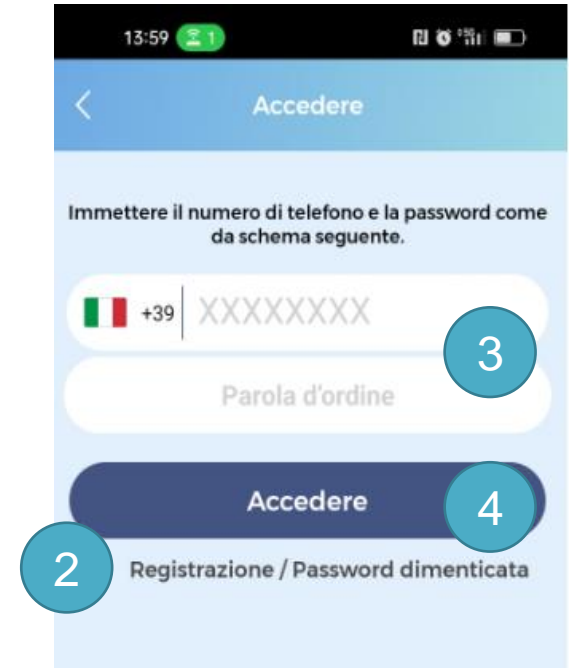 13:59 1
Accedere
Immettere il numero di telefono e la password come
da schema seguente.
+39 XXXXXXXX
3
Parola d'ordine
Accedere
4
2
Registrazione / Password dimenticata